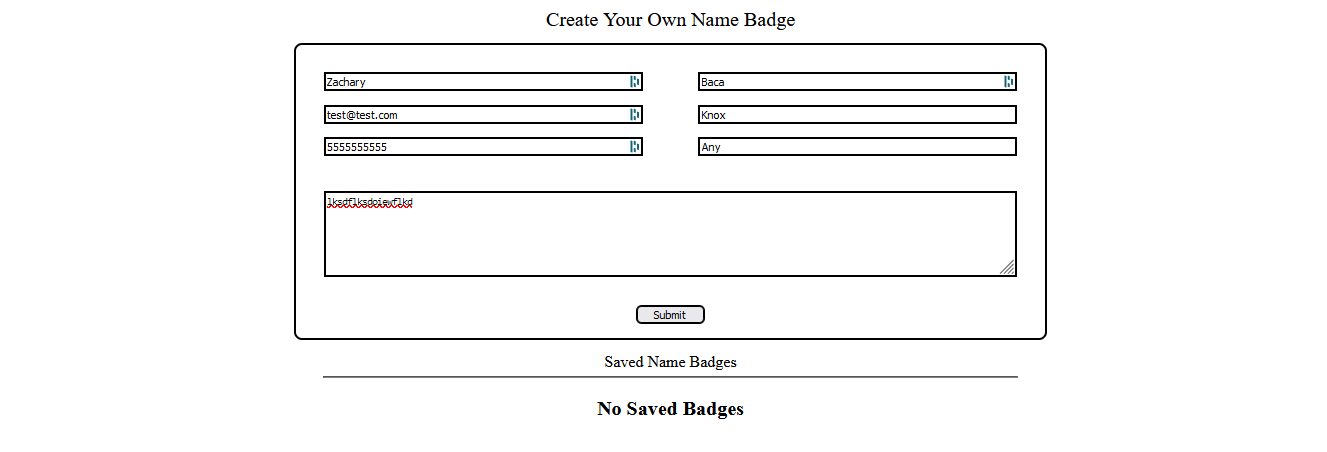 Create Your Own Name Badge
Zachary Baca
test@test.com Knox
5555555555 Any
lksdflksdoiewflkd
Submit
Saved Name Badges
No Saved Badges